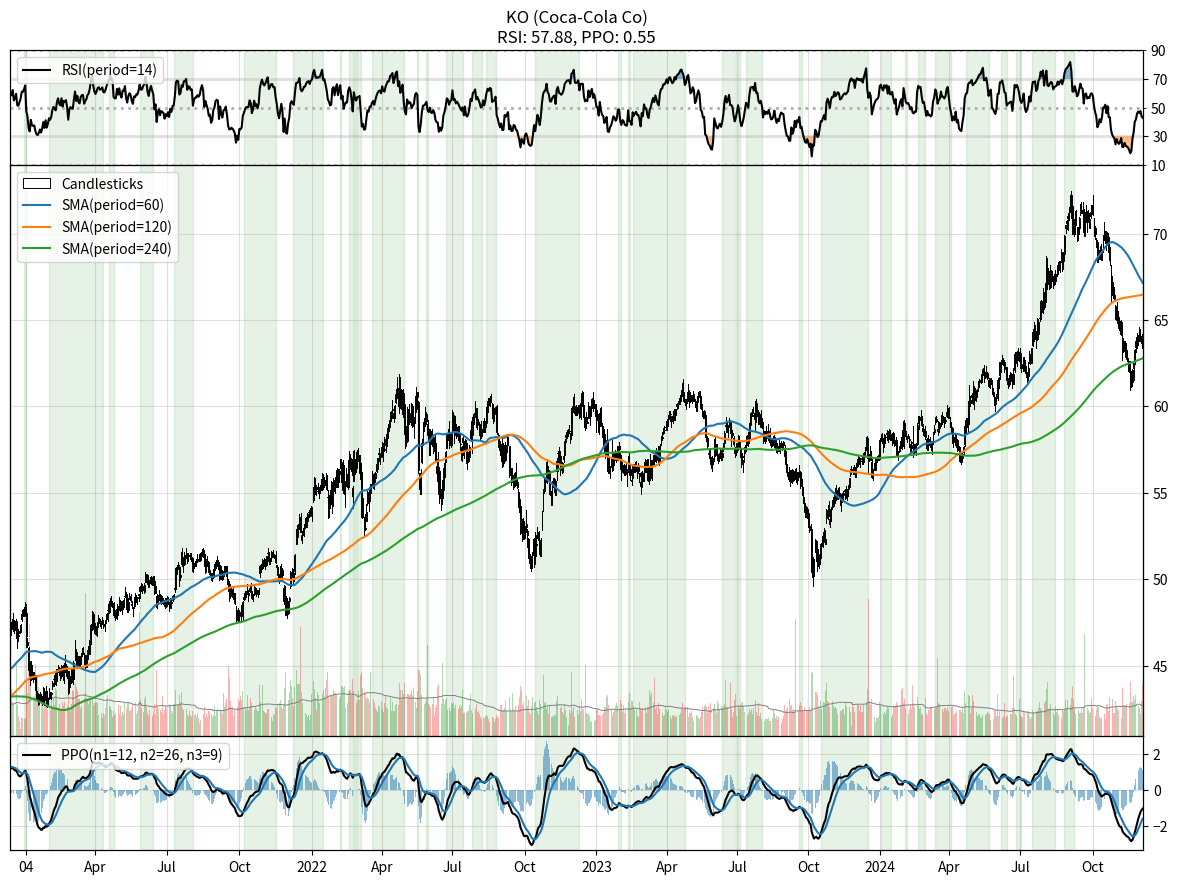 KO (Coca-Cola Co)
RSI: 57.88, PPO: 0.55
RSI(period=14)
90
70
50
30
10
Candlesticks
SMA(period=60)
SMA(period=120)
SMA(period=240)
70
65
60
55
50
45
PPO(n1=12, n2=26, n3=9)
2
0
−2
04 Apr Jul Oct 2022 Apr Jul Oct 2023 Apr Jul Oct 2024 Apr Jul Oct